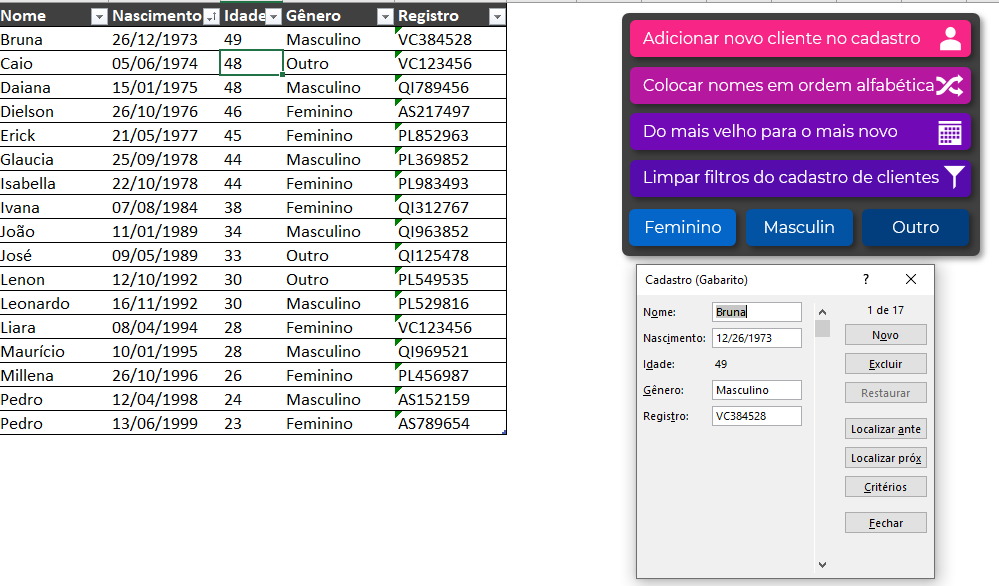 Nome Nascimento Idade Gênero Registro
Bruna 26/12/1973 49 Masculino VC384528
Caio 05/06/1974 48 Outro VC123456
Daiana 15/01/1975 48 Masculino QI789456
Dielson 26/10/1976 46 Feminino AS217497
Erick 21/05/1977 45 Feminino PL852963
Glaucia 25/09/1978 44 Masculino PL369852
Isabella 22/10/1978 44 Feminino PL983493
Ivana 07/08/1984 38 Feminino QI312767
João 11/01/1989 34 Masculino QI963852
José 09/05/1989 33 Outro QI125478
Lenon 12/10/1992 30 Outro PL549535
Leonardo 16/11/1992 30 Masculino PL529816
Liara 08/04/1994 28 Feminino VC123456
Maurício 10/01/1995 28 Masculino QI969521
Millena 26/10/1996 26 Feminino PL456987
Pedro 12/04/1998 24 Masculino AS152159
Pedro 13/06/1999 23 Feminino AS789654
Adicionar novo cliente no cadastro
Colocar nomes em ordem alfabética
Do mais velho para o mais novo
Limpar filtros do cadastro de clientes
Feminino Masculin Outro
Cadastro (Gabarito) ?
Nome: Bruna
Nascimento: 12/26/1973
Idade: 49
Gênero: Masculino
Registro: VC384528
1 de 17
Novo
Excluir
Restaurar
Localizar ante
Localizar próx
Critérios
Fechar